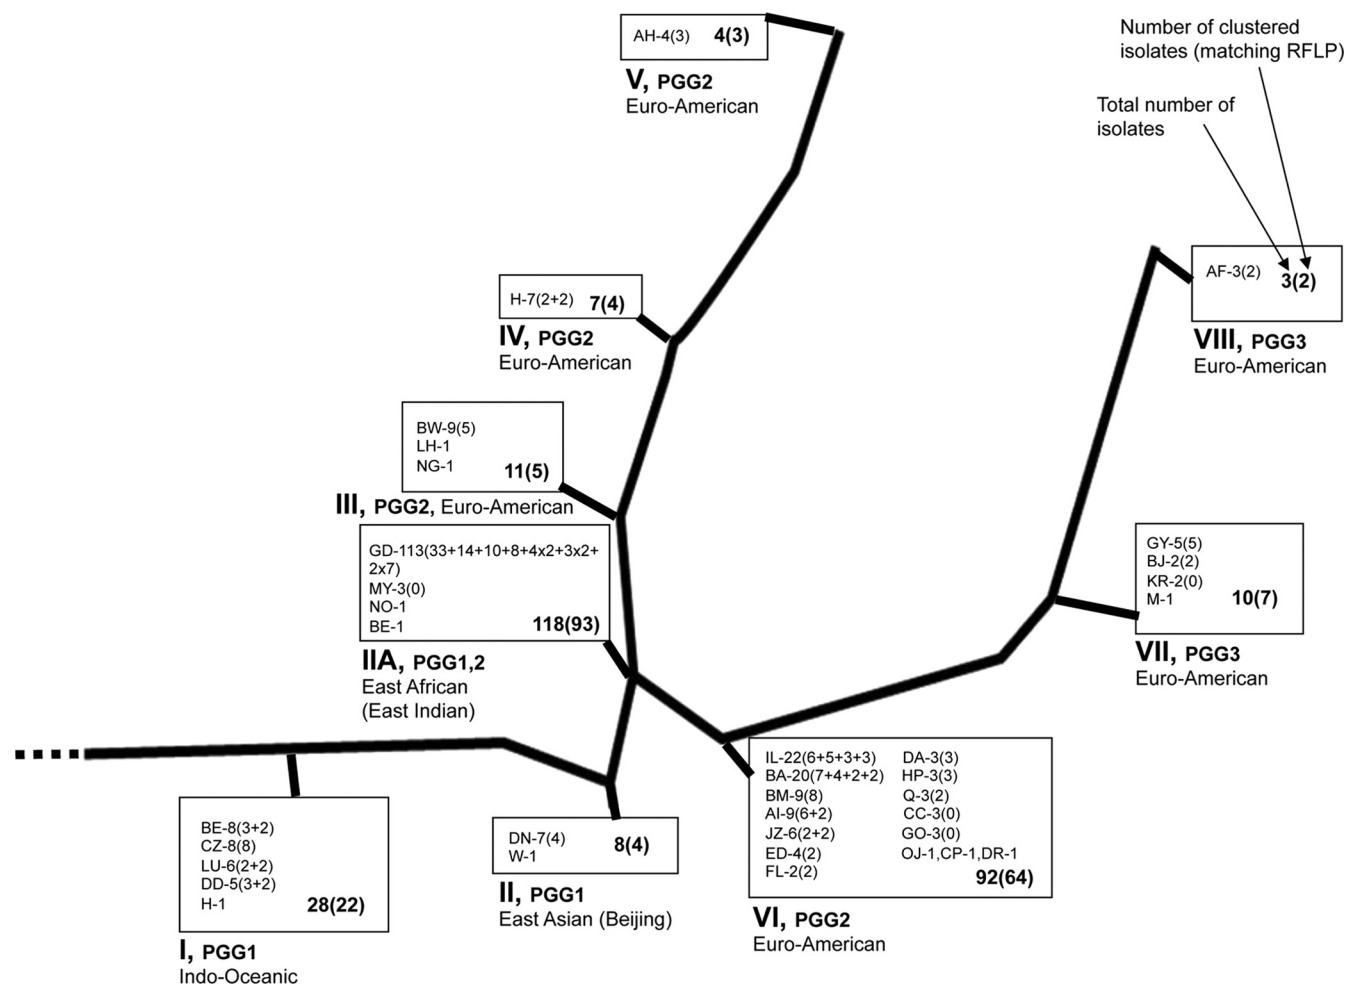 AH-4(3) 4(3)
V, PGG2
Euro-American
Number of clustered
isolates (matching RFLP)
Total number of
isolates
AF-3(2) 3(2)
VIII, PGG3
Euro-American
H-7(2+2) 7(4)
IV, PGG2
Euro-American
BW-9(5)
LH-1
NG-1 11(5)
III, PGG2, Euro-American
GD-113(33+14+10+8+4x2+3x2+
2x7)
MY-3(0)
NO-1
BE-1 118(93)
IIA, PGG1,2
East African
(East Indian)
GY-5(5)
BJ-2(2)
KR-2(0)
M-1 10(7)
VII, PGG3
Euro-American
BE-8(3+2)
CZ-8(8)
LU-6(2+2)
DD-5(3+2)
H-1 28(22)
I, PGG1
Indo-Oceanic
DN-7(4) 8(4)
W-1
II, PGG1
East Asian (Beijing)
IL-22(6+5+3+3) DA-3(3)
BA-20(7+4+2+2) HP-3(3)
BM-9(8) Q-3(2)
AI-9(6+2) CC-3(0)
JZ-6(2+2) GO-3(0)
ED-4(2) OJ-1,CP-1,DR-1
FL-2(2) 92(64)
VI, PGG2
Euro-American